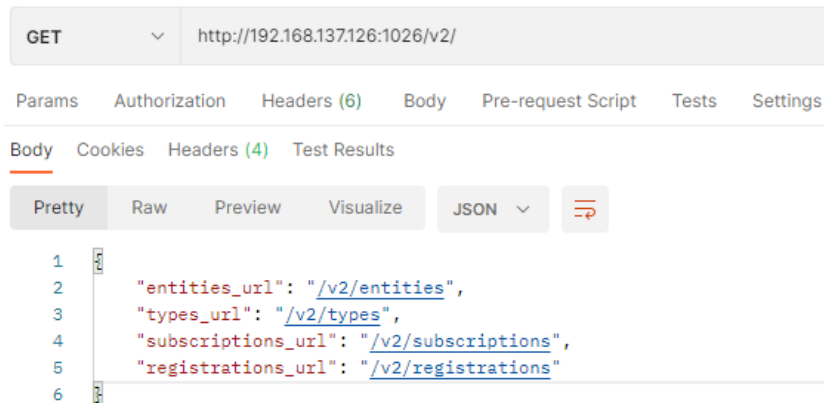 GET http://192.168.137.126:1026/v2/
Params Authorization Headers (6) Body Pre-request Script Tests Settings
Body Cookies Headers (4) Test Results
Pretty Raw Preview Visualize JSON
1 {
2 "entities_url": "/v2/entities",
3 "types_url": "/v2/types",
4 "subscriptions_url": "/v2/subscriptions",
5 "registrations_url": "/v2/registrations"
6 }